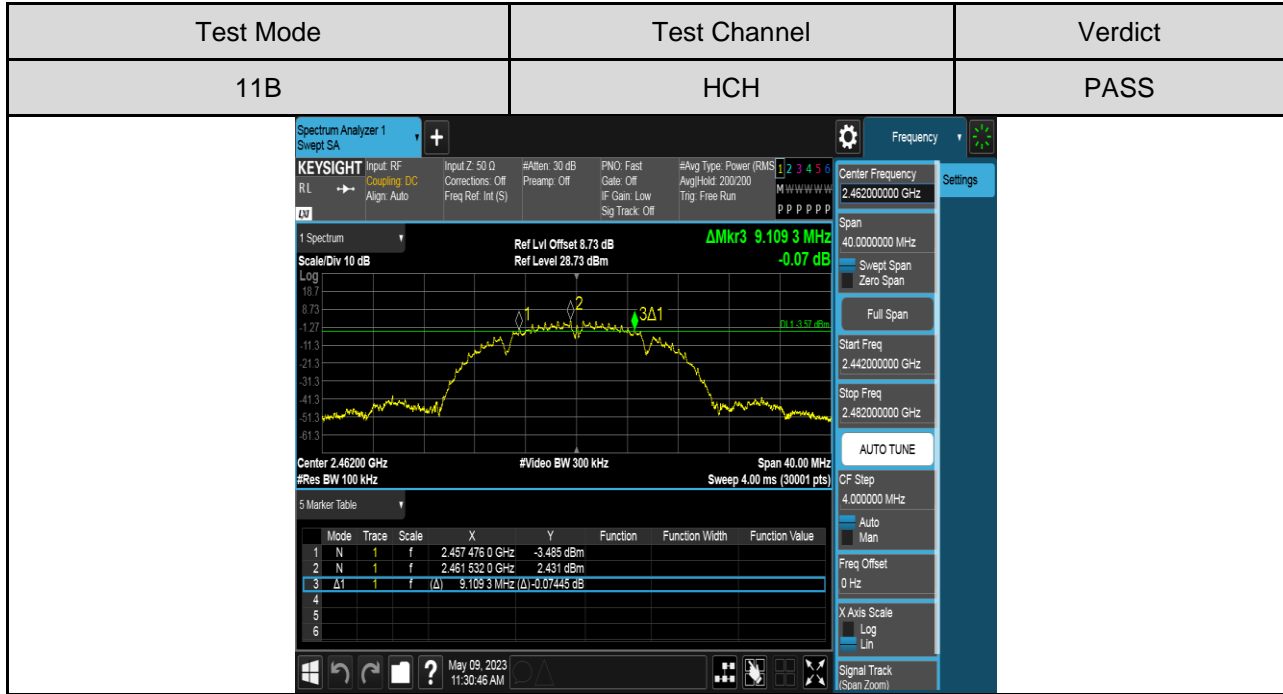 Test Mode Test Channel Verdict
11B HCH PASS
Spectrum Analyzer 1
Swept SA
+
Frequency
KEYSIGHT Input: RF Input Z: 50 Ω #Atten: 30 dB PNO: Fast #Avg Type: Power (RMS 1 2 3 4 5 6
RL Coupling: DC Corrections: Off Preamp: Off Gate: Off Avg|Hold: 200/200 M W W W W W
Align: Auto Freq Ref: Int (S) IF Gain: Low Trig: Free Run
LXI Sig Track: Off P P P P P P
1 Spectrum
Ref Lvl Offset 8.73 dB ΔMkr3 9.109 3 MHz
Scale/Div 10 dB Ref Level 28.73 dBm -0.07 dB
Log
18.7
8.73
-1.27
-11.3
-21.3
-31.3
-41.3
-51.3
-61.3
1
2
3Δ1
DL1 -3.57 dBm
Center 2.46200 GHz #Video BW 300 kHz Span 40.00 MHz
#Res BW 100 kHz Sweep 4.00 ms (30001 pts)
5 Marker Table
Mode Trace Scale X Y Function Function Width Function Value
1 N 1 f 2.457 476 0 GHz -3.485 dBm
2 N 1 f 2.461 532 0 GHz 2.431 dBm
3 Δ1 1 f (Δ) 9.109 3 MHz (Δ) -0.07445 dB
4
5
6
?
May 09, 2023
11:30:46 AM
Center Frequency
2.462000000 GHz
Settings
Span
40.0000000 MHz
Swept Span
Zero Span
Full Span
Start Freq
2.442000000 GHz
Stop Freq
2.482000000 GHz
AUTO TUNE
CF Step
4.000000 MHz
Auto
Man
Freq Offset
0 Hz
X Axis Scale
Log
Lin
Signal Track
(Span Zoom)